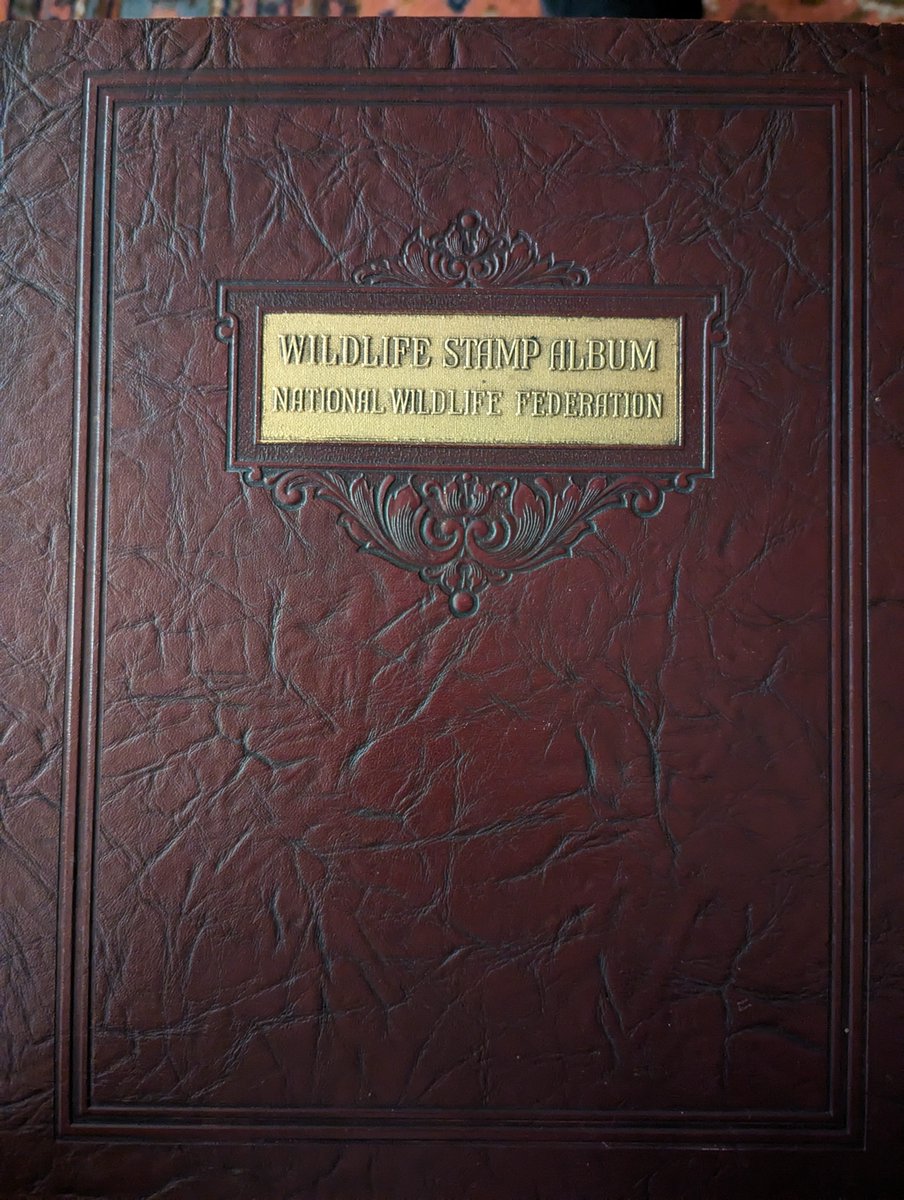 WILDLIFE STAMP ALBUM
NATIONAL WILDLIFE FEDERATION